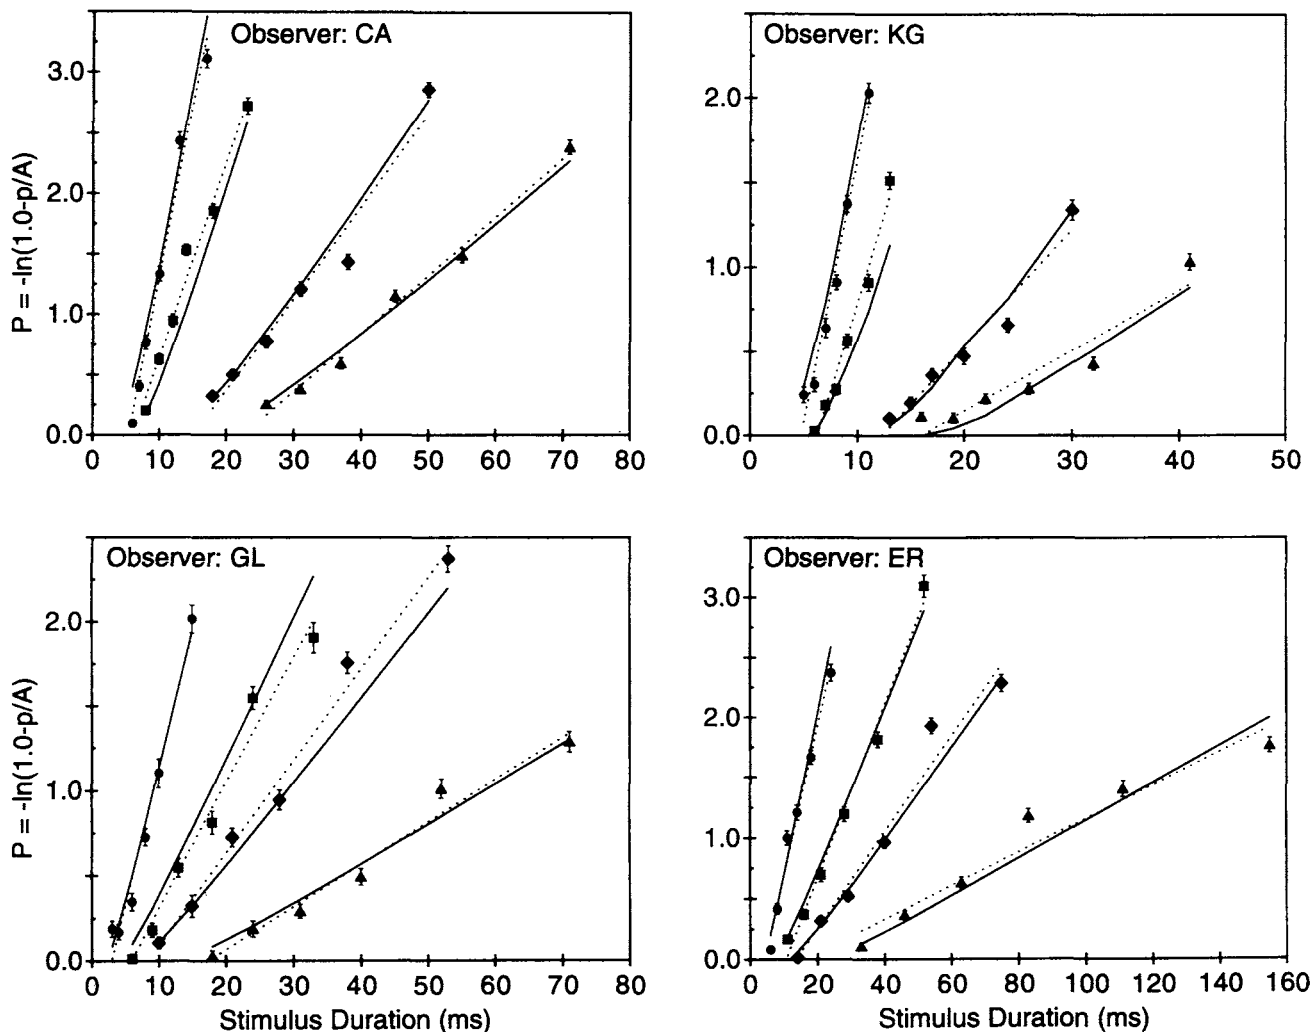 Observer: CA
P = -ln(1.0-p/A)
3.0
2.0
1.0
0.0
0 10 20 30 40 50 60 70 80
Observer: KG
2.0
1.0
0.0
0 10 20 30 40 50
Observer: GL
P = -ln(1.0-p/A)
2.0
1.0
0.0
0 10 20 30 40 50 60 70 80
Stimulus Duration (ms)
Observer: ER
3.0
2.0
1.0
0.0
0 20 40 60 80 100 120 140 160
Stimulus Duration (ms)